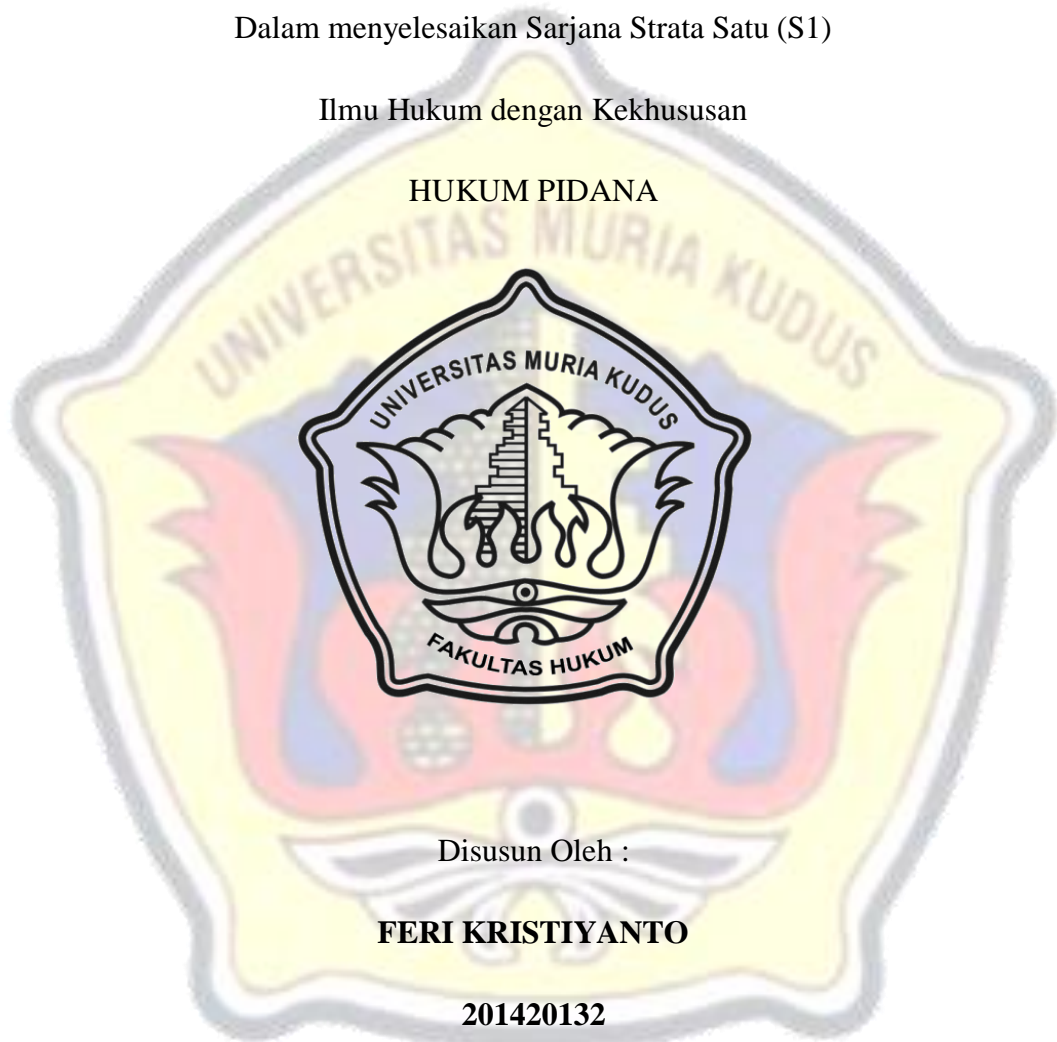 Dalam menyelesaikan Sarjana Strata Satu (S1)
Ilmu Hukum dengan Kekhususan
HUKUM PIDANA
UNIVERSITAS MURIA KUDUS
UNIVERSITAS MURIA KUDUS
FAKULTAS HUKUM
Disusun Oleh :
FERI KRISTIYANTO
201420132